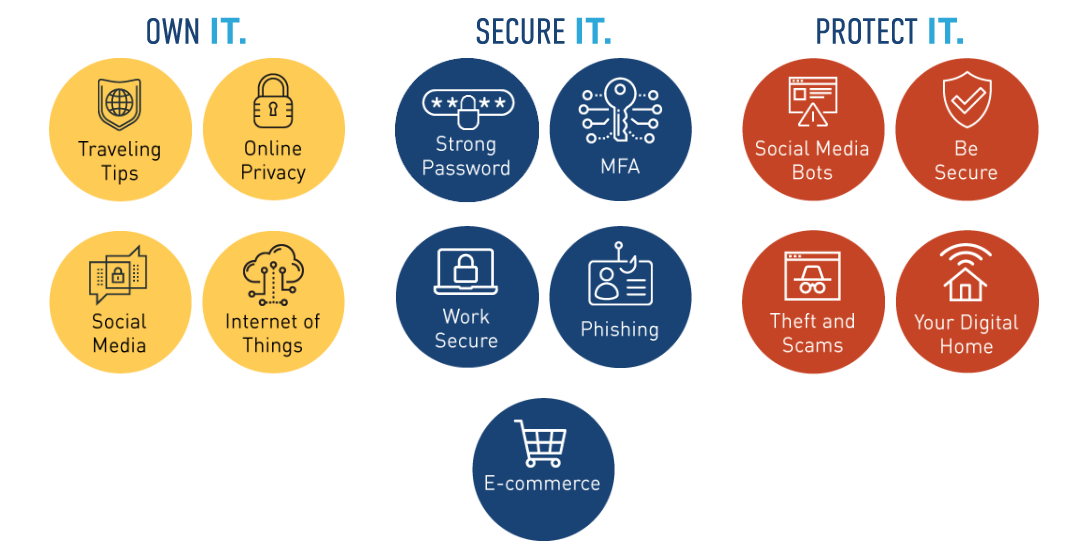 OWN IT.
Traveling
Tips
Online
Privacy
Social
Media
Internet of
Things
SECURE IT.
**
**
Strong
Password
MFA
Work
Secure
Phishing
E-commerce
PROTECT IT.
Social Media
Bots
Be
Secure
Theft and
Scams
Your Digital
Home